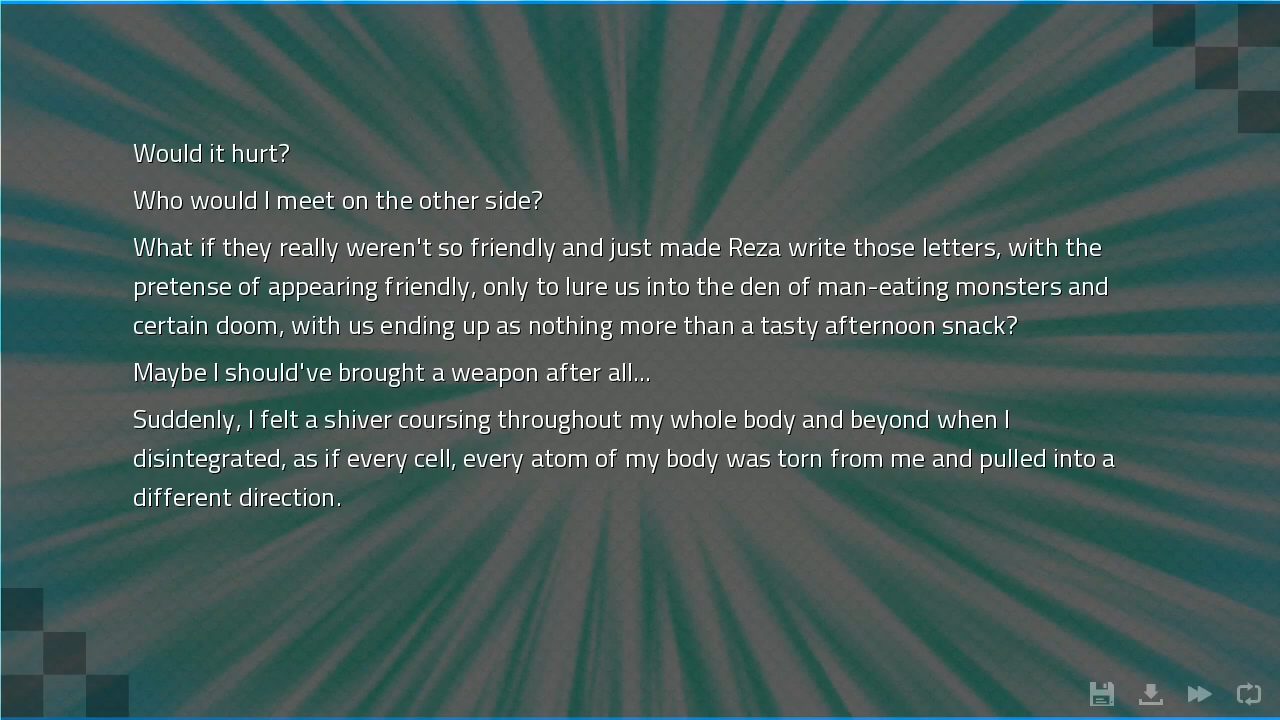 Would it hurt?
Who would I meet on the other side?
What if they really weren't so friendly and just made Reza write those letters, with the
pretense of appearing friendly, only to lure us into the den of man-eating monsters and
certain doom, with us ending up as nothing more than a tasty afternoon snack?
Maybe I should've brought a weapon after all...
Suddenly, I felt a shiver coursing throughout my whole body and beyond when I
disintegrated, as if every cell, every atom of my body was torn from me and pulled into a
different direction.